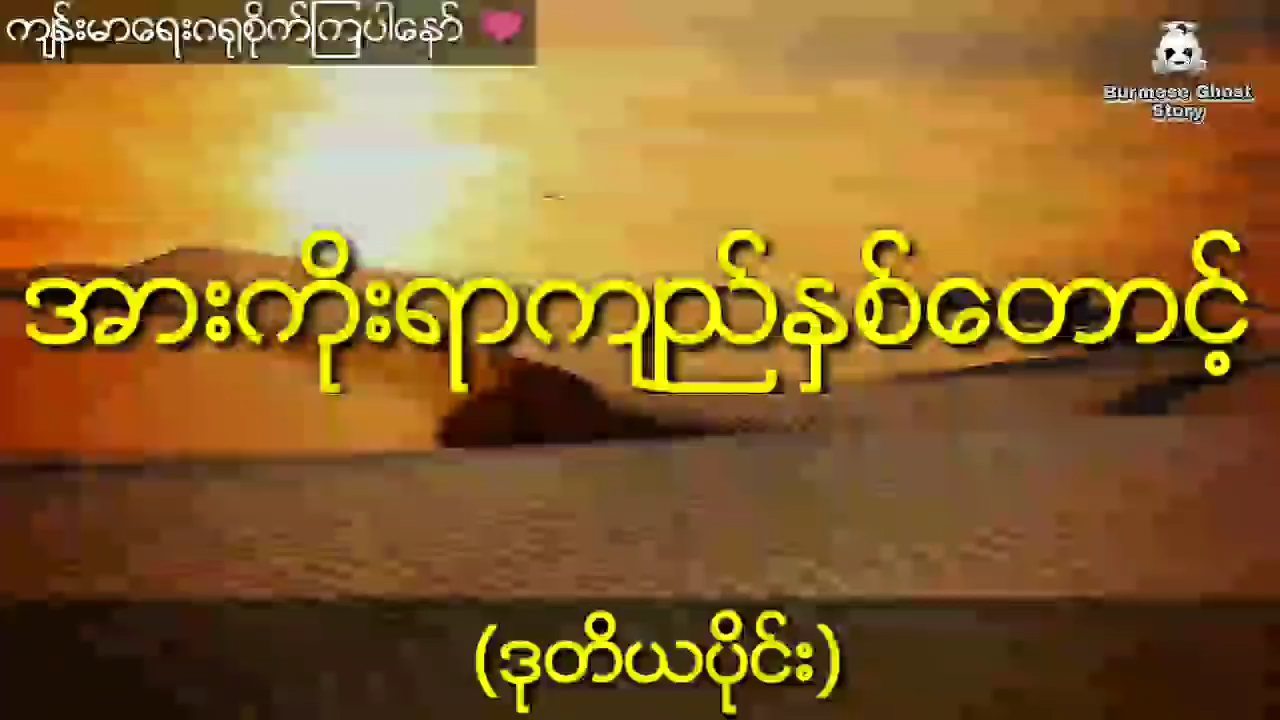 ကျန်းမာရေးဂရုစိုက်ကြပါနော် 💗
Burmese Ghost
Story
အားကိုးရာကျည်နှစ်တောင့်
(ဒုတိယပိုင်း)